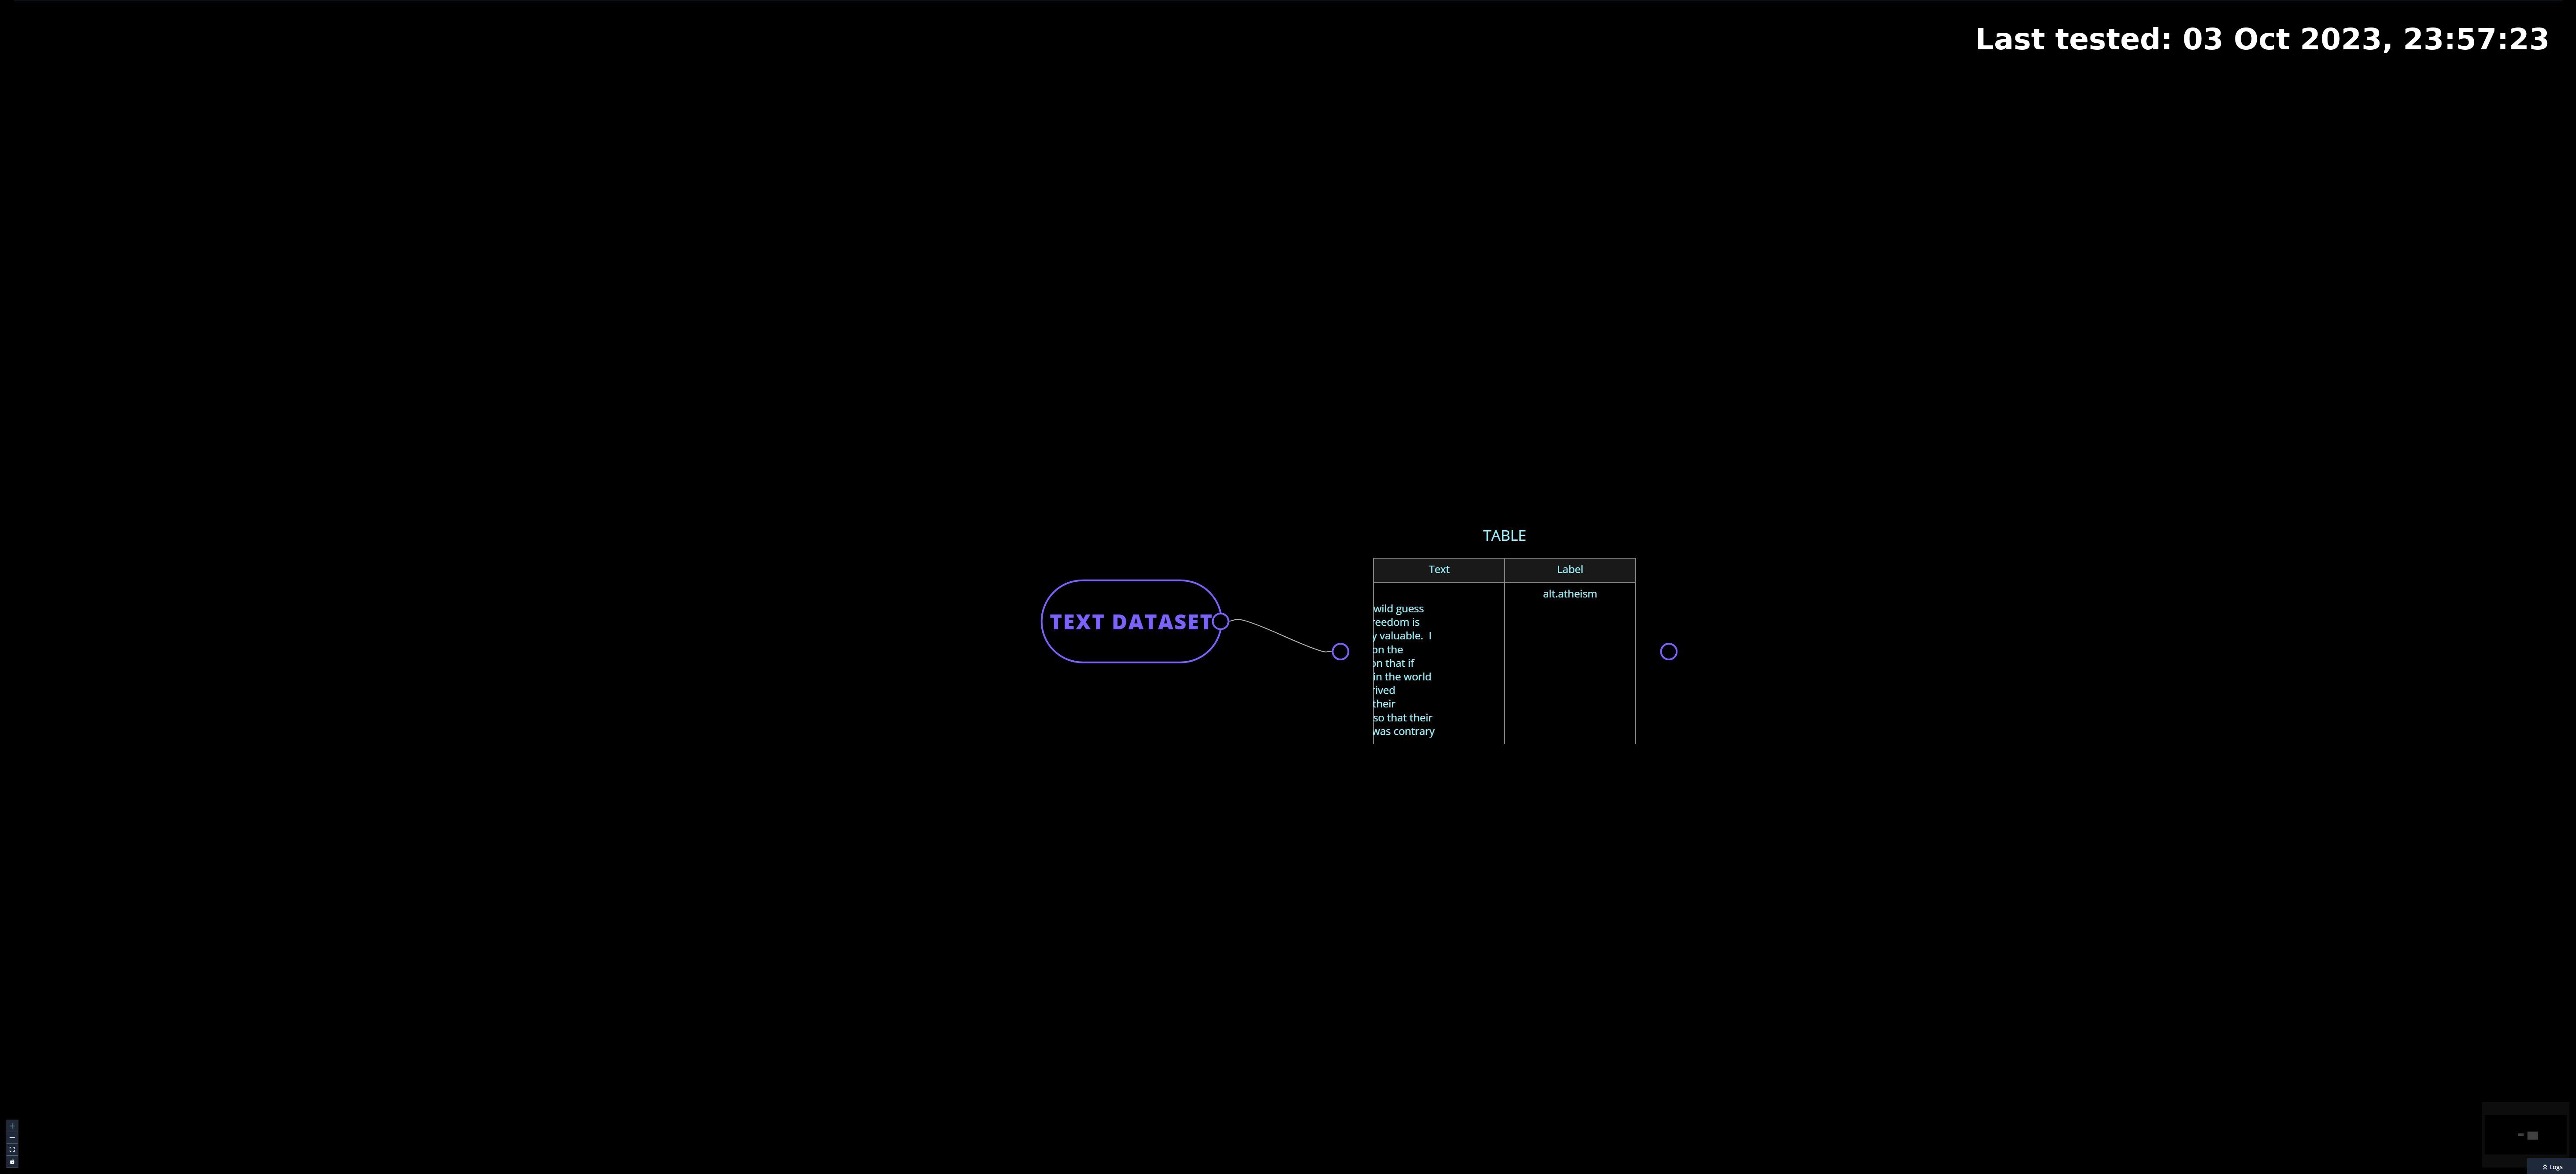 Last tested: 03 Oct 2023, 23:57:23
TABLE
Text Label
alt.atheism
TEXT DATASET
wild guess
reedom is
y valuable.  I
on the
on that if
in the world
rived
their
so that their
was contrary
Logs